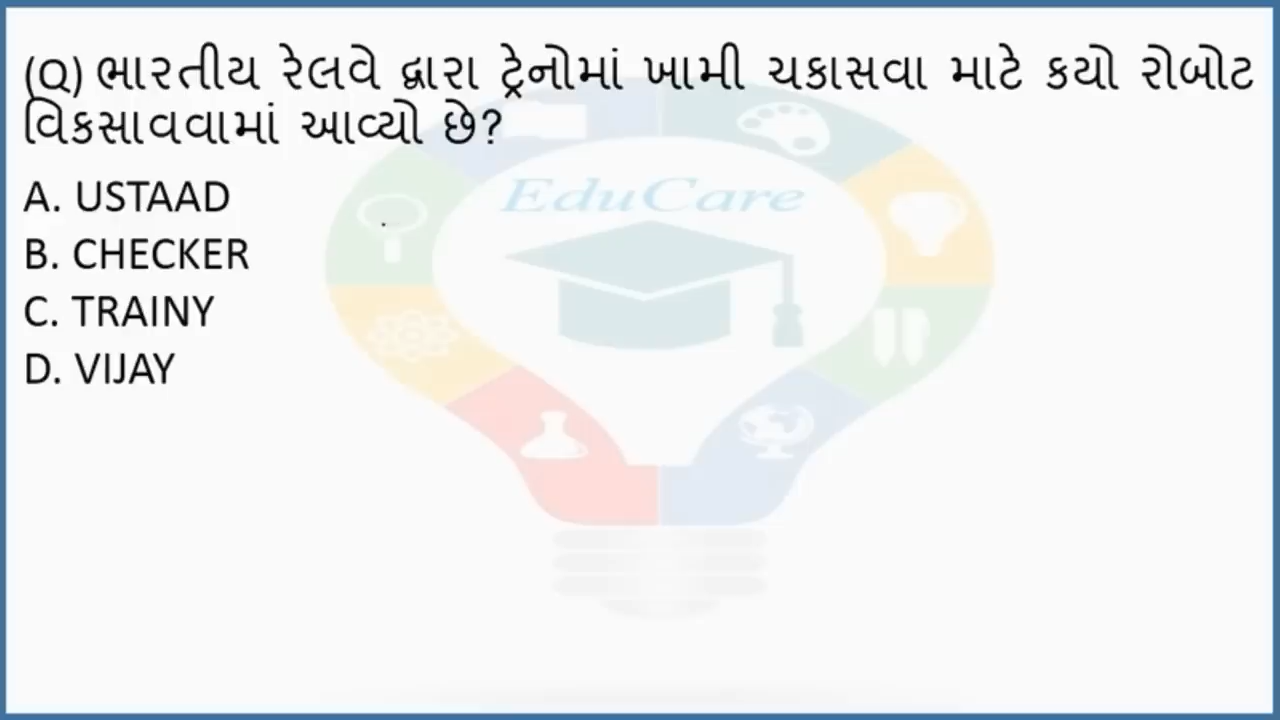 (Q) ભારતીય રેલવે દ્વારા ટ્રેનોમાં ખામી ચકાસવા માટે કયો રોબોટ
વિકસાવવામાં આવ્યો છે?
EduCare
A. USTAAD
B. CHECKER
C. TRAINY
D. VIJAY